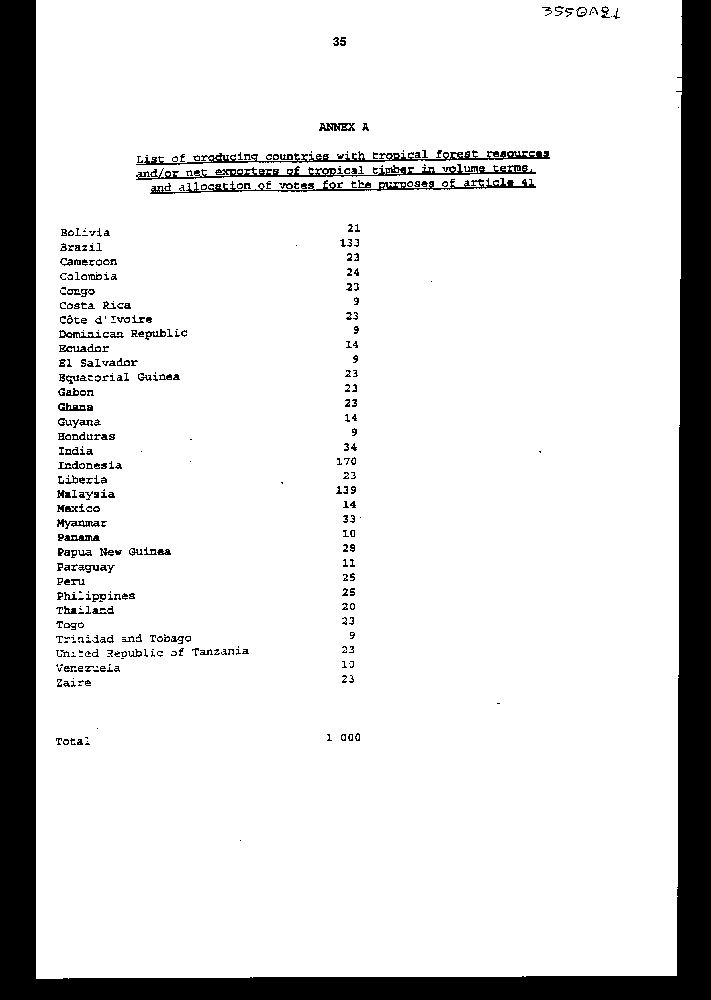 3550A21
35
ANNEX A
List of producing countries with tropical forest resources
and/or net exporters of tropical timber in volume terms,
and allocation of votes for the purposes of article 41
Bolivia 21
Brazil 133
Cameroon 23
Colombia 24
Congo 23
Costa Rica 9
Côte d'Ivoire 23
Dominican Republic 9
Ecuador 14
El Salvador 9
Equatorial Guinea 23
Gabon 23
Ghana 23
Guyana 14
Honduras 9
India 34
Indonesia 170
Liberia 23
Malaysia 139
Mexico 14
Myanmar 33
Panama 10
Papua New Guinea 28
Paraguay 11
Peru 25
Philippines 25
Thailand 20
Togo 23
Trinidad and Tobago 9
United Republic of Tanzania 23
Venezuela 10
Zaire 23
Total 1 000